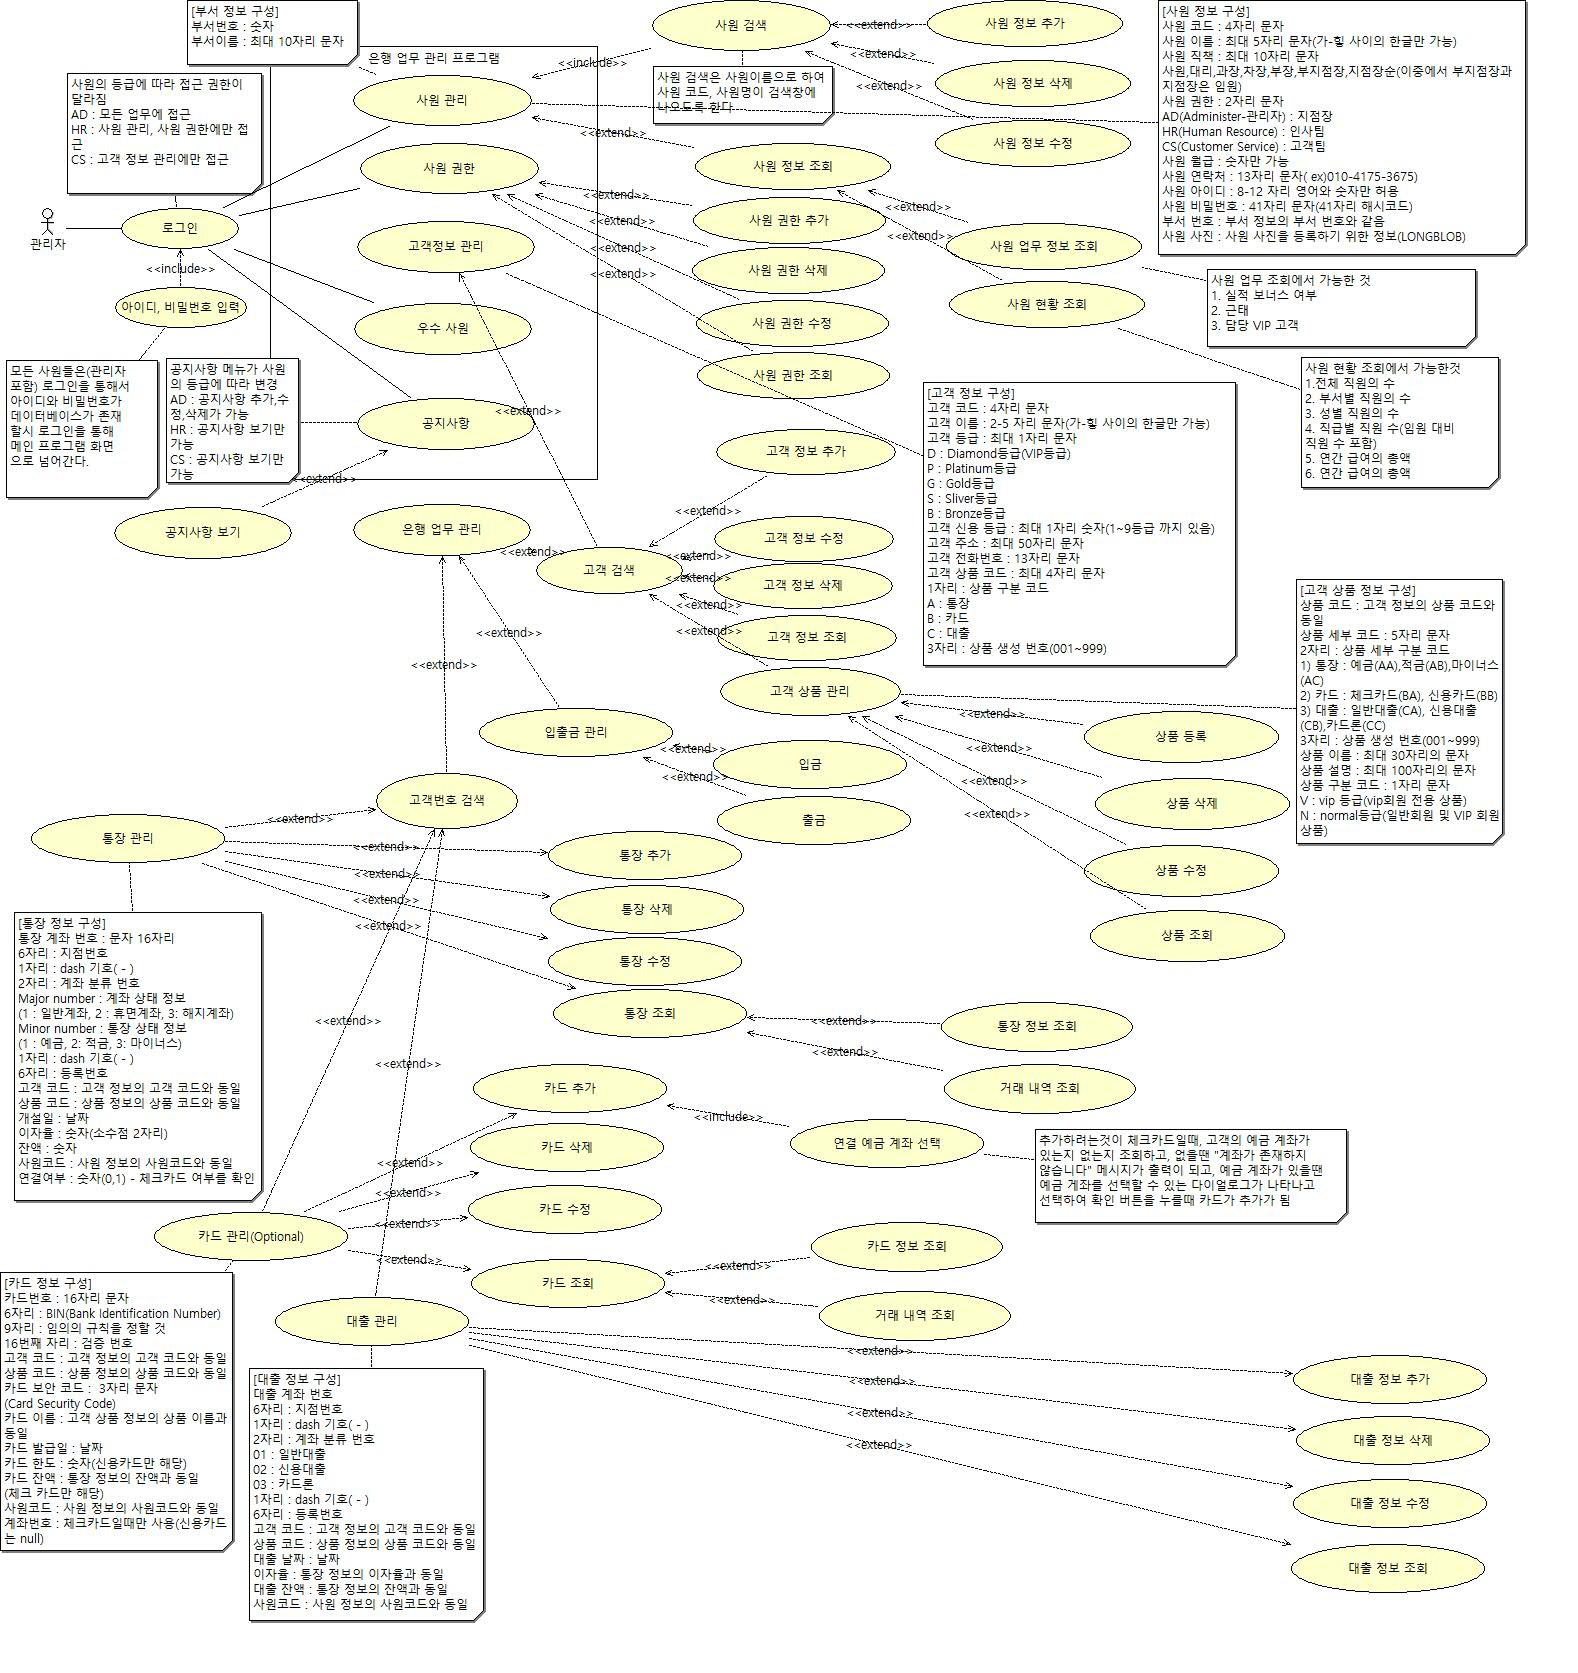 [부서 정보 구성]
부서번호 : 숫자
부서이름 : 최대 10자리 문자
은행 업무 관리 프로그램
사원의 등급에 따라 접근 권한이
달라짐
AD : 모든 업무에 접근
HR : 사원 관리, 사원 권한에만 접
근
CS : 고객 정보 관리에만 접근
관리자
로그인
<<include>>
아이디, 비밀번호 입력
모든 사원들은(관리자
포함) 로그인을 통해서
아이디와 비밀번호가
데이터베이스가 존재
할시 로그인을 통해
메인 프로그램 화면
으로 넘어간다.
공지사항 메뉴가 사원
의 등급에 따라 변경
AD : 공지사항 추가,수
정,삭제가 가능
HR : 공지사항 보기만
가능
CS : 공지사항 보기만
가능
<<extend>>
공지사항 보기
사원 관리
사원 권한
고객정보 관리
우수 사원
공지사항
은행 업무 관리
<<include>>
사원 검색
<<extend>>
<<extend>>
<<extend>>
사원 정보 추가
사원 정보 삭제
사원 정보 수정
사원 검색은 사원이름으로 하여
사원 코드, 사원명이 검색창에
나오도록 한다.
<<extend>>
사원 정보 조회
<<extend>>
<<extend>>
<<extend>>
<<extend>>
사원 권한 추가
사원 권한 삭제
사원 권한 수정
사원 권한 조회
<<extend>>
<<extend>>
사원 업무 정보 조회
사원 현황 조회
[사원 정보 구성]
사원 코드 : 4자리 문자
사원 이름 : 최대 5자리 문자(가-힣 사이의 한글만 가능)
사원 직책 : 최대 10자리 문자
사원,대리,과장,차장,부장,부지점장,지점장순(이중에서 부지점장과
지점장은 임원)
사원 권한 : 2자리 문자
AD(Administer-관리자) : 지점장
HR(Human Resource) : 인사팀
CS(Customer Service) : 고객팀
사원 월급 : 숫자만 가능
사원 연락처 : 13자리 문자( ex)010-4175-3675)
사원 아이디 : 8-12 자리 영어와 숫자만 허용
사원 비밀번호 : 41자리 문자(41자리 해시코드)
부서 번호 : 부서 정보의 부서 번호와 같음
사원 사진 : 사원 사진을 등록하기 위한 정보(LONGBLOB)
사원 업무 조회에서 가능한 것
1. 실적 보너스 여부
2. 근태
3. 담당 VIP 고객
사원 현황 조회에서 가능한것
1.전체 직원의 수
2. 부서별 직원의 수
3. 성별 직원의 수
4. 직급별 직원 수(임원 대비
직원 수 포함)
5. 연간 급여의 총액
6. 연간 급여의 총액
<<extend>>
<<extend>>
고객 검색
<<extend>>
<<extend>>
<<extend>>
<<extend>>
<<extend>>
고객 정보 추가
고객 정보 수정
고객 정보 삭제
고객 정보 조회
고객 상품 관리
[고객 정보 구성]
고객 코드 : 4자리 문자
고객 이름 : 2-5 자리 문자(가-힣 사이의 한글만 가능)
고객 등급 : 최대 1자리 문자
D : Diamond등급(VIP등급)
P : Platinum등급
G : Gold등급
S : Sliver등급
B : Bronze등급
고객 신용 등급 : 최대 1자리 숫자(1~9등급 까지 있음)
고객 주소 : 최대 50자리 문자
고객 전화번호 : 13자리 문자
고객 상품 코드 : 최대 4자리 문자
1자리 : 상품 구분 코드
A : 통장
B : 카드
C : 대출
3자리 : 상품 생성 번호(001~999)
[고객 상품 정보 구성]
상품 코드 : 고객 정보의 상품 코드와
동일
상품 세부 코드 : 5자리 문자
2자리 : 상품 세부 구분 코드
1) 통장 : 예금(AA),적금(AB),마이너스
(AC)
2) 카드 : 체크카드(BA), 신용카드(BB)
3) 대출 : 일반대출(CA), 신용대출
(CB),카드론(CC)
3자리 : 상품 생성 번호(001~999)
상품 이름 : 최대 30자리의 문자
상품 설명 : 최대 100자리의 문자
상품 구분 코드 : 1자리 문자
V : vip 등급(vip회원 전용 상품)
N : normal등급(일반회원 및 VIP 회원
상품)
<<extend>>
<<extend>>
<<extend>>
<<extend>>
상품 등록
상품 삭제
상품 수정
상품 조회
<<extend>>
<<extend>>
입출금 관리
<<extend>>
<<extend>>
입금
출금
고객번호 검색
통장 관리
<<extend>>
<<extend>>
<<extend>>
<<extend>>
<<extend>>
통장 추가
통장 삭제
통장 수정
통장 조회
<<extend>>
<<extend>>
통장 정보 조회
거래 내역 조회
[통장 정보 구성]
통장 계좌 번호 : 문자 16자리
6자리 : 지점번호
1자리 : dash 기호( - )
2자리 : 계좌 분류 번호
Major number : 계좌 상태 정보
(1 : 일반계좌, 2 : 휴면계좌, 3: 해지계좌)
Minor number : 통장 상태 정보
(1 : 예금, 2: 적금, 3: 마이너스)
1자리 : dash 기호( - )
6자리 : 등록번호
고객 코드 : 고객 정보의 고객 코드와 동일
상품 코드 : 상품 정보의 상품 코드와 동일
개설일 : 날짜
이자율 : 숫자(소수점 2자리)
잔액 : 숫자
사원코드 : 사원 정보의 사원코드와 동일
연결여부 : 숫자(0,1) - 체크카드 여부를 확인
<<extend>>
<<extend>>
카드 관리(Optional)
<<extend>>
<<extend>>
<<extend>>
<<extend>>
카드 추가
카드 삭제
카드 수정
카드 조회
<<include>>
연결 예금 계좌 선택
추가하려는것이 체크카드일때, 고객의 예금 계좌가
있는지 없는지 조회하고, 없을땐 "계좌가 존재하지
않습니다" 메시지가 출력이 되고, 예금 계좌가 있을땐
예금 게좌를 선택할 수 있는 다이얼로그가 나타나고
선택하여 확인 버튼을 누를때 카드가 추가가 됨
<<extend>>
<<extend>>
카드 정보 조회
거래 내역 조회
[카드 정보 구성]
카드번호 : 16자리 문자
6자리 : BIN(Bank Identification Number)
9자리 : 임의의 규칙을 정할 것
16번째 자리 : 검증 번호
고객 코드 : 고객 정보의 고객 코드와 동일
상품 코드 : 상품 정보의 상품 코드와 동일
카드 보안 코드 : 3자리 문자
(Card Security Code)
카드 이름 : 고객 상품 정보의 상품 이름과
동일
카드 발급일 : 날짜
카드 한도 : 숫자(신용카드만 해당)
카드 잔액 : 통장 정보의 잔액과 동일
(체크 카드만 해당)
사원코드 : 사원 정보의 사원코드와 동일
계좌번호 : 체크카드일때만 사용(신용카드
는 null)
대출 관리
[대출 정보 구성]
대출 계좌 번호
6자리 : 지점번호
1자리 : dash 기호( - )
2자리 : 계좌 분류 번호
01 : 일반대출
02 : 신용대출
03 : 카드론
1자리 : dash 기호( - )
6자리 : 등록번호
고객 코드 : 고객 정보의 고객 코드와 동일
상품 코드 : 상품 정보의 상품 코드와 동일
대출 날짜 : 날짜
이자율 : 통장 정보의 이자율과 동일
대출 잔액 : 통장 정보의 잔액과 동일
사원코드 : 사원 정보의 사원코드와 동일
<<extend>>
<<extend>>
<<extend>>
<<extend>>
대출 정보 추가
대출 정보 삭제
대출 정보 수정
대출 정보 조회